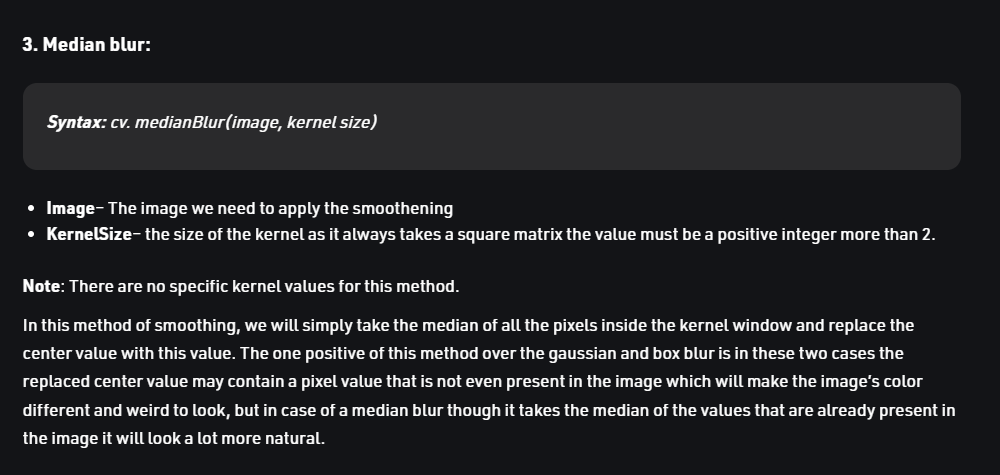 3. Median blur:
Syntax: cv. medianBlur(image, kernel size)
Image– The image we need to apply the smoothening
KernelSize– the size of the kernel as it always takes a square matrix the value must be a positive integer more than 2.
Note: There are no specific kernel values for this method.
In this method of smoothing, we will simply take the median of all the pixels inside the kernel window and replace the
center value with this value. The one positive of this method over the gaussian and box blur is in these two cases the
replaced center value may contain a pixel value that is not even present in the image which will make the image's color
different and weird to look, but in case of a median blur though it takes the median of the values that are already present in
the image it will look a lot more natural.